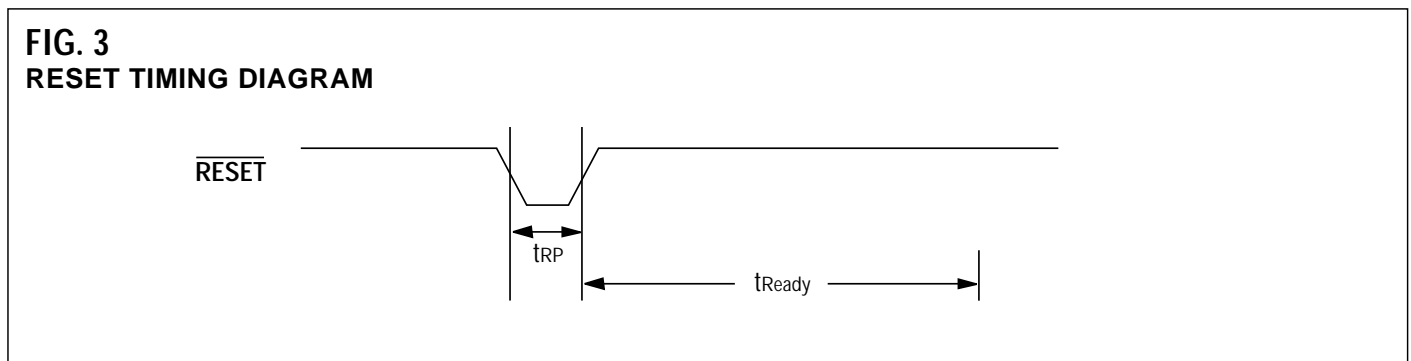 FIG. 3
RESET TIMING DIAGRAM
RESET
tRP
tReady